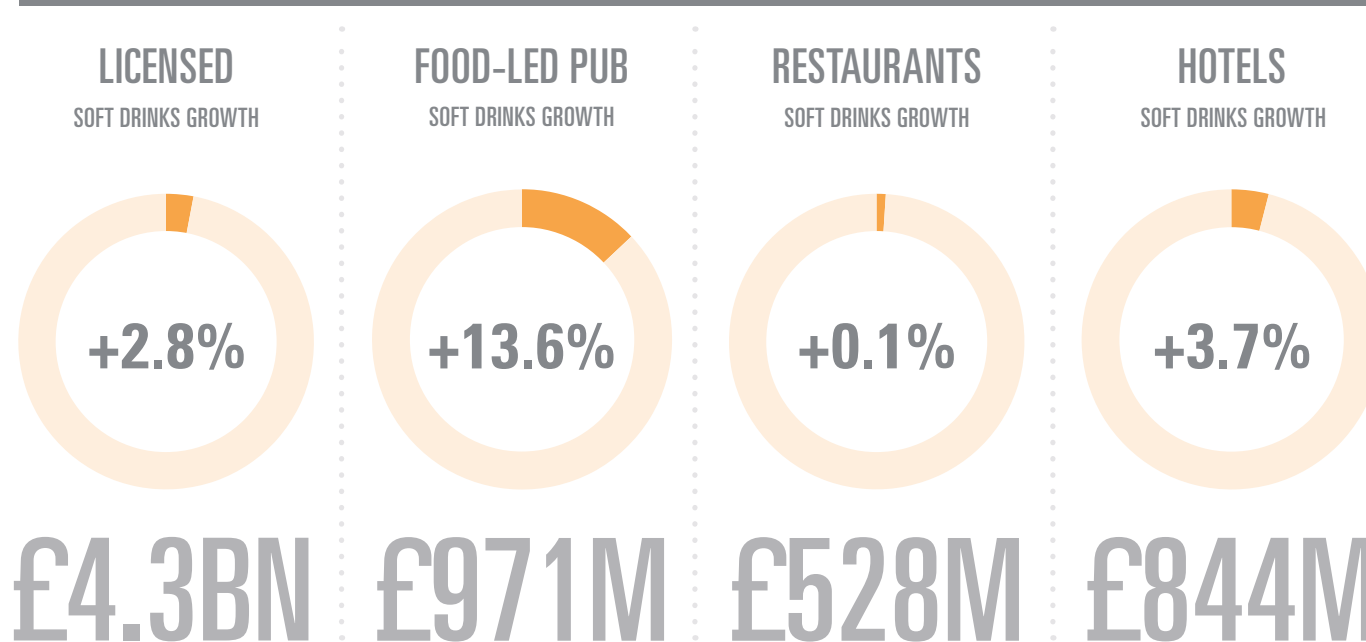 LICENSED
SOFT DRINKS GROWTH
+2.8%
£4.3BN
FOOD-LED PUB
SOFT DRINKS GROWTH
+13.6%
£971M
RESTAURANTS
SOFT DRINKS GROWTH
+0.1%
£528M
HOTELS
SOFT DRINKS GROWTH
+3.7%
£844M